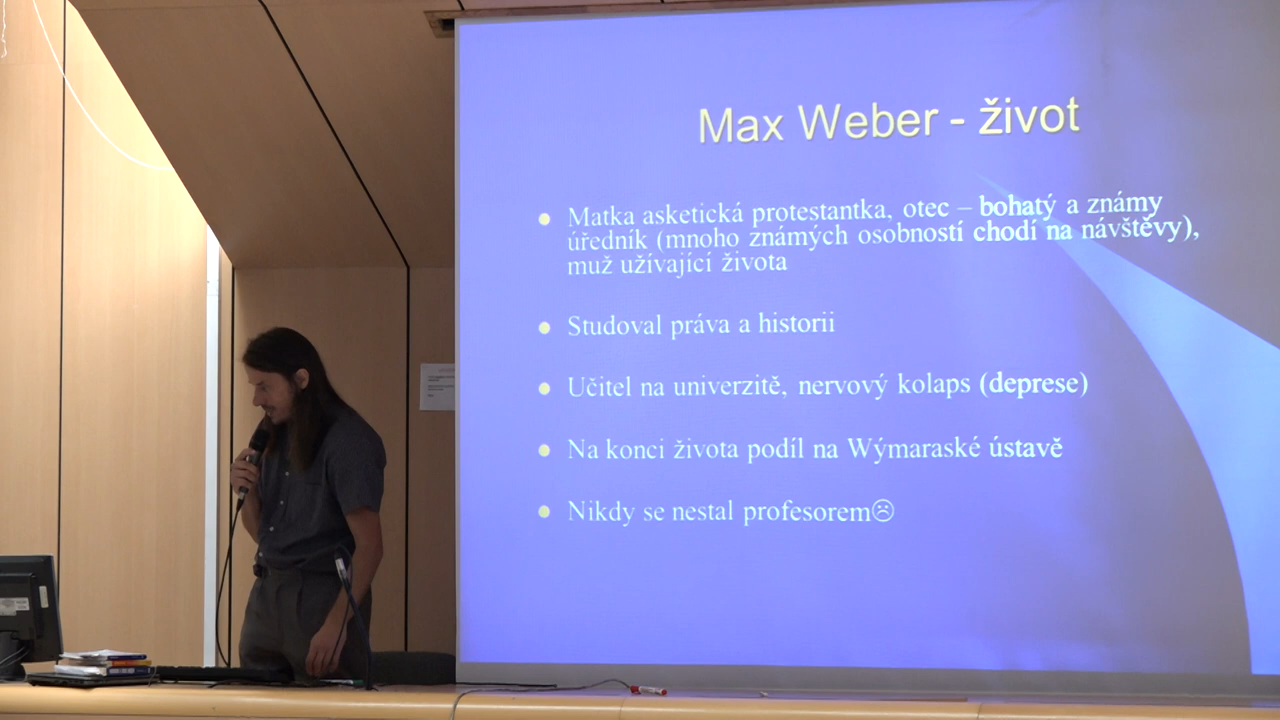 Max Weber - život
Matka asketická protestantka, otec – bohatý a známy
úředník (mnoho známých osobností chodí na návštěvy),
muž užívající života
Studoval práva a historii
Učitel na univerzitě, nervový kolaps (deprese)
Na konci života podíl na Wýmaraské ústavě
Nikdy se nestal profesorem☹